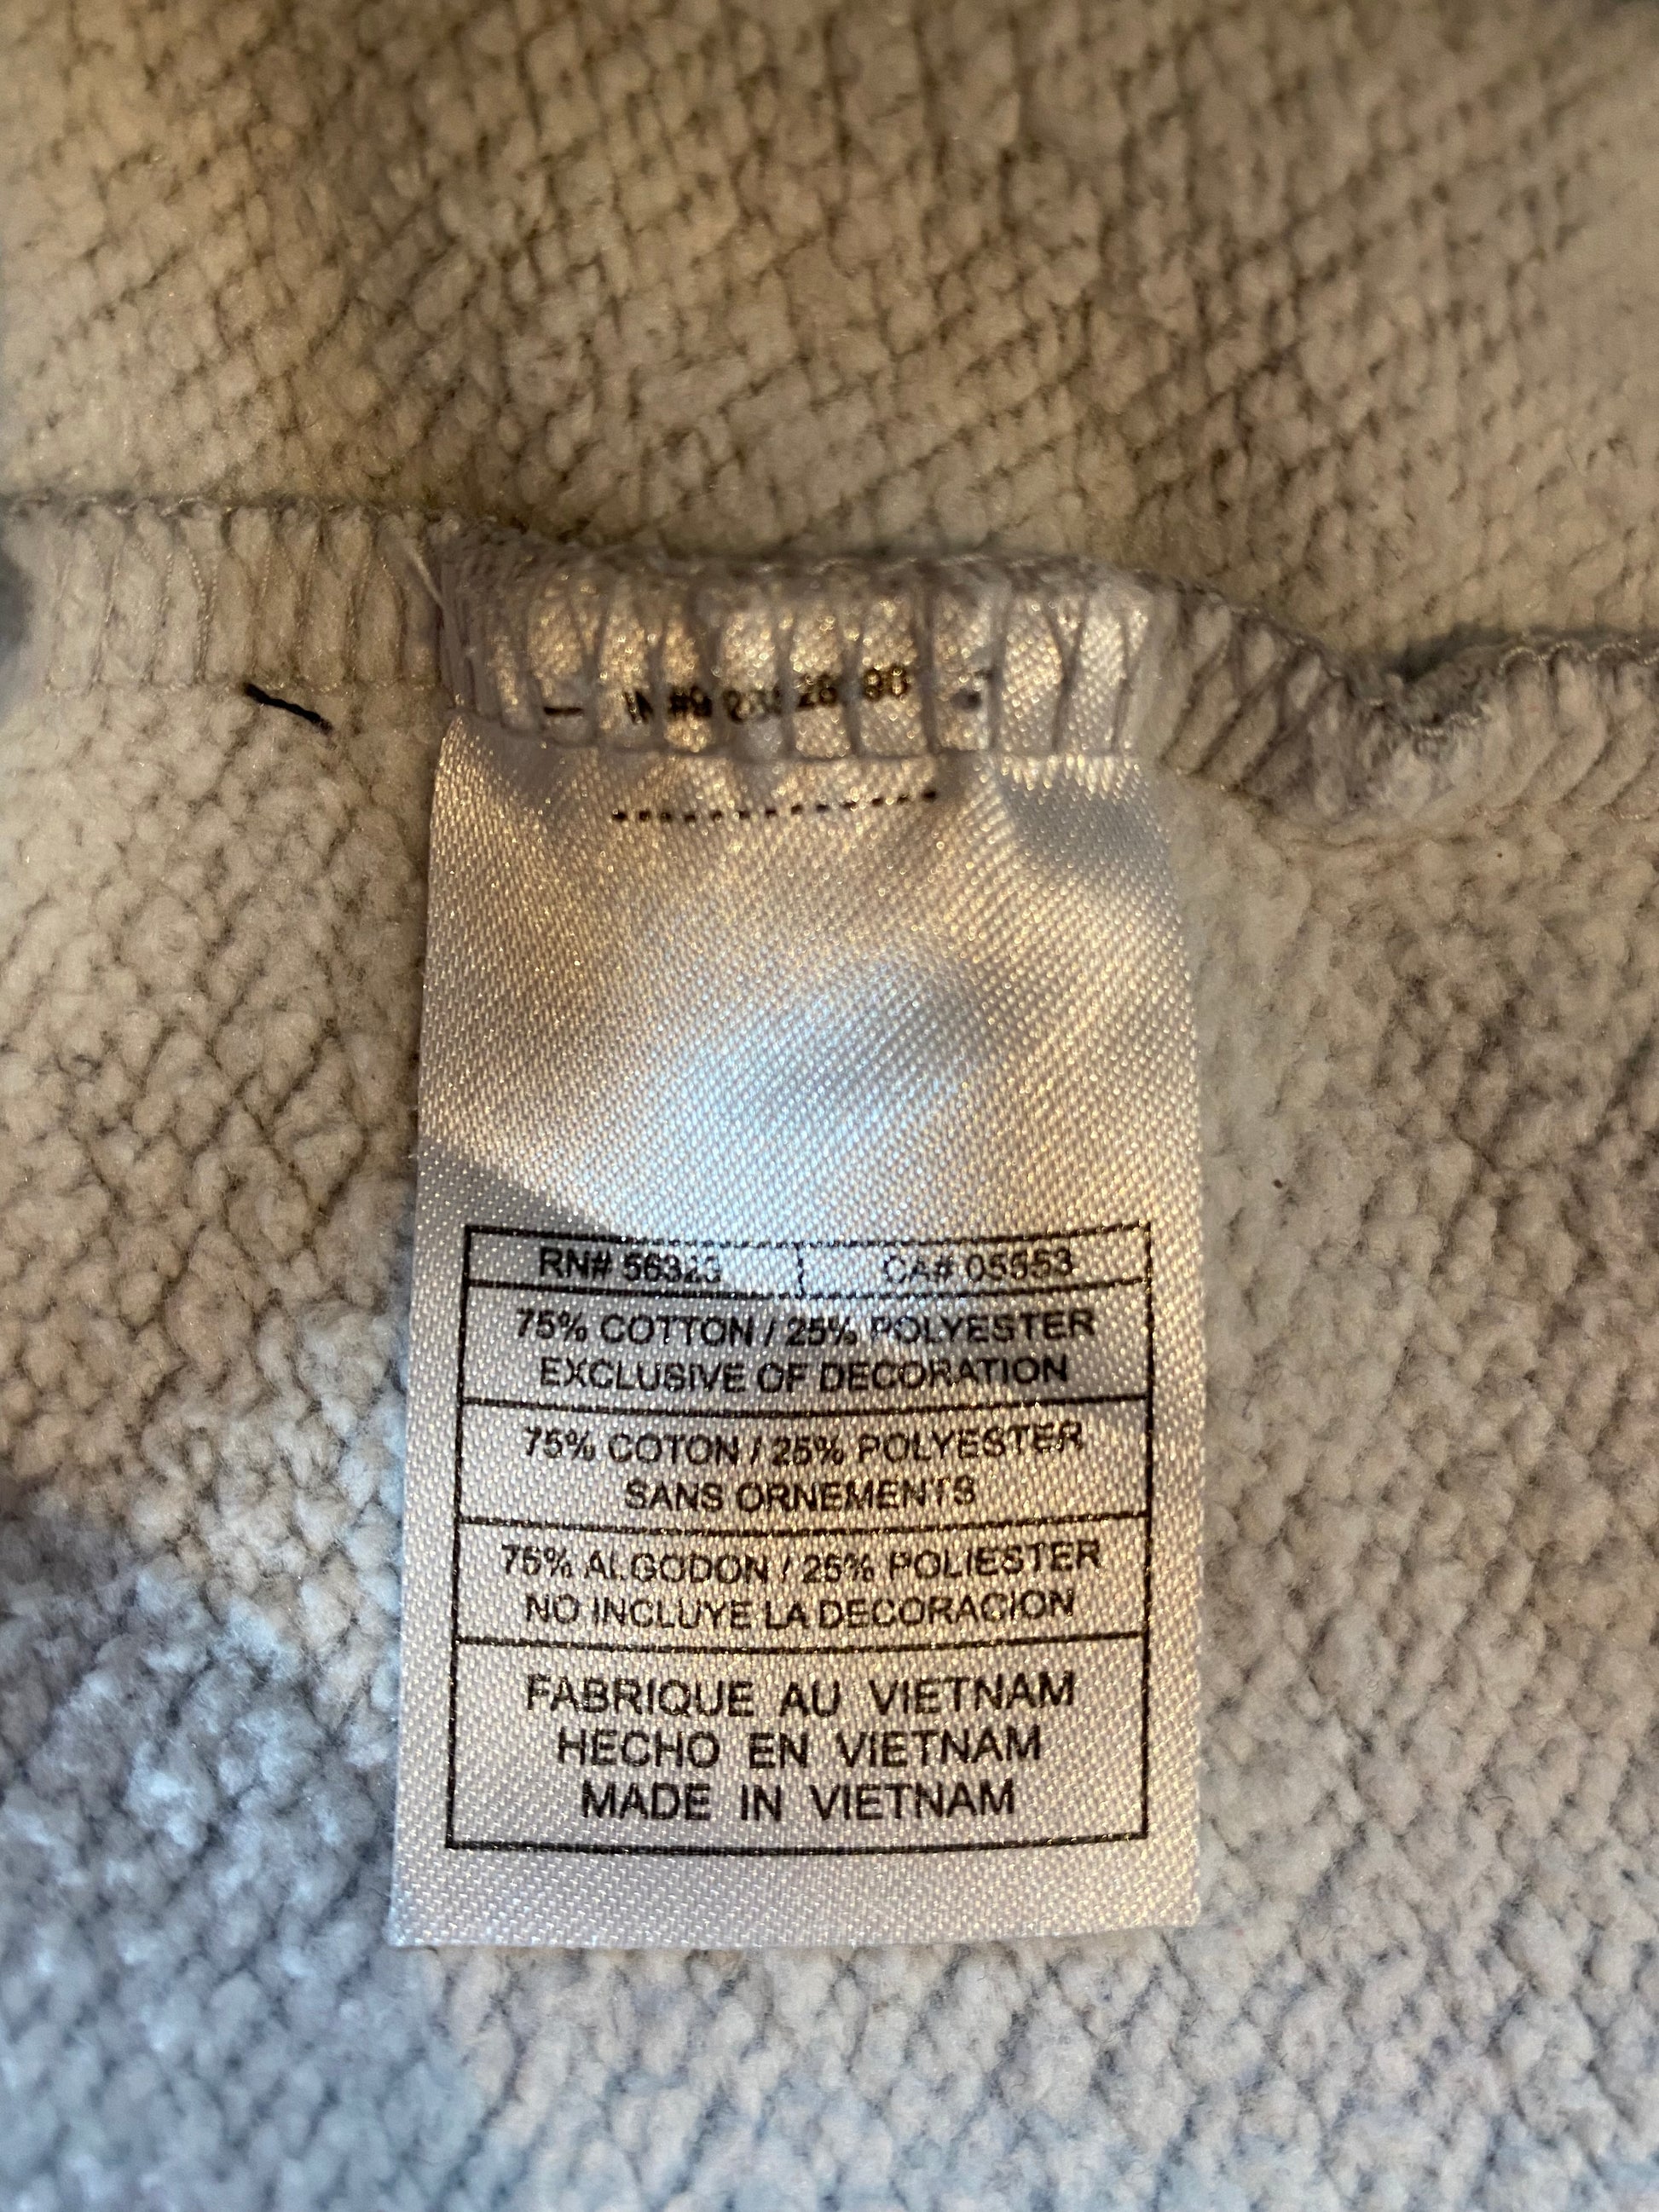 RN# 56323 CA# 05553
75% COTTON / 25% POLYESTER
EXCLUSIVE OF DECORATION
75% COTON / 25% POLYESTER
SANS ORNEMENTS
75% ALGODON / 25% POLIESTER
NO INCLUYE LA DECORACION
FABRIQUE AU VIETNAM
HECHO EN VIETNAM
MADE IN VIETNAM